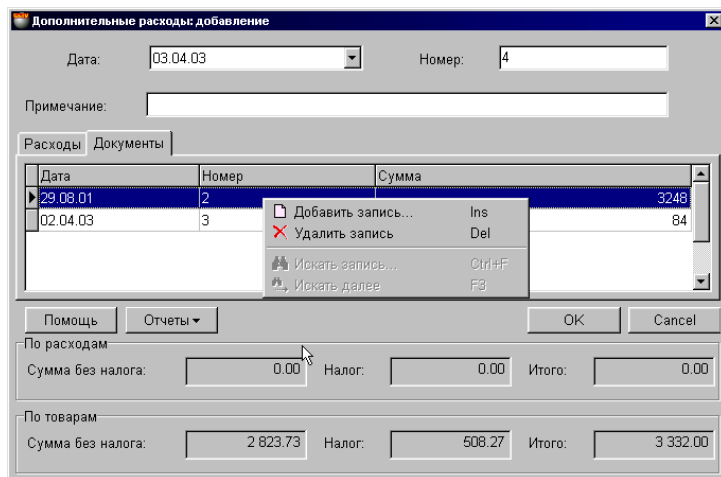 Дополнительные расходы: добавление
Дата: 03.04.03 Номер: 4
Примечание:
Расходы Документы
Дата Номер Сумма
29.08.01 2 3248
02.04.03 3 84
Добавить запись... Ins
Удалить запись Del
Искать запись... Ctrl+F
Искать далее F3
Помощь Отчеты OK Cancel
По расходам
Сумма без налога: 0.00 Налог: 0.00 Итого: 0.00
По товарам
Сумма без налога: 2 823.73 Налог: 508.27 Итого: 3 332.00